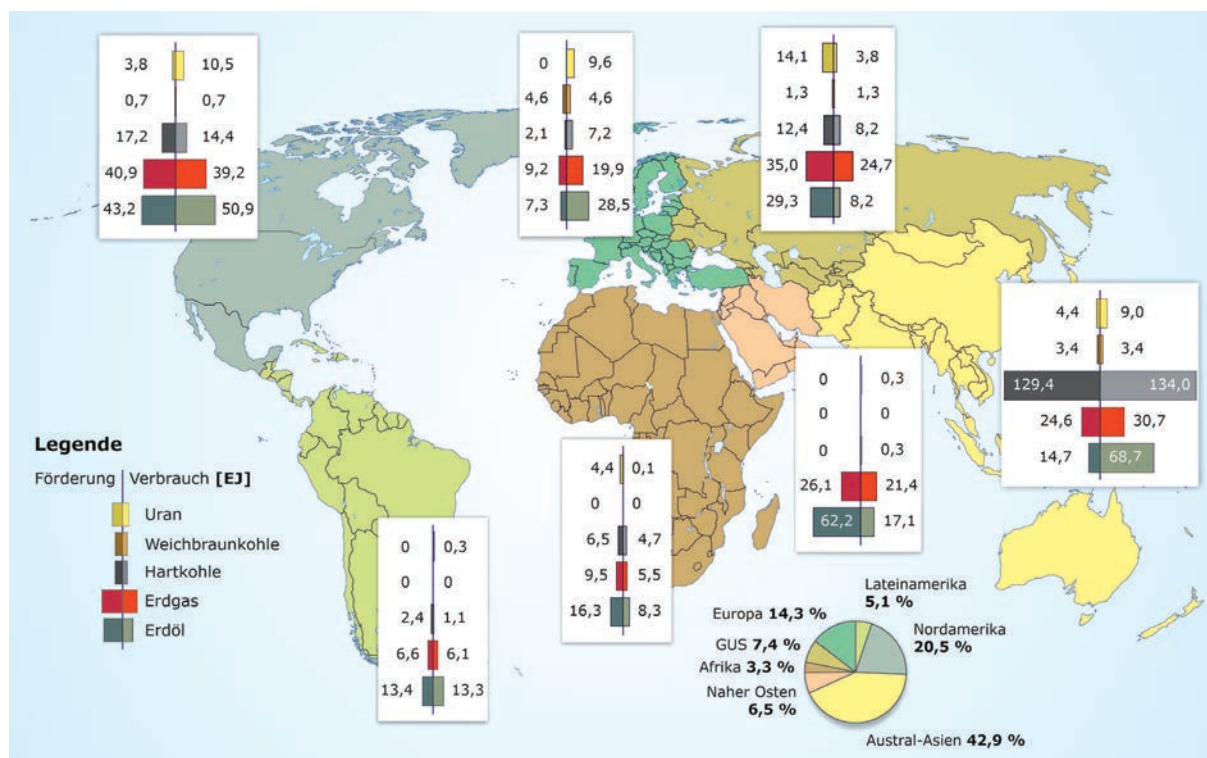 3,8 10,5
0,7 0,7
17,2 14,4
40,9 39,2
43,2 50,9
0 9,6
4,6 4,6
2,1 7,2
9,2 19,9
7,3 28,5
14,1 3,8
1,3 1,3
12,4 8,2
35,0 24,7
29,3 8,2
4,4 9,0
3,4 3,4
129,4 134,0
24,6 30,7
14,7 68,7
0 0,3
0 0
0 0,3
26,1 21,4
62,2 17,1
4,4 0,1
0 0
6,5 4,7
9,5 5,5
16,3 8,3
0 0,3
0 0
2,4 1,1
6,6 6,1
13,4 13,3
Legende
Förderung Verbrauch [EJ]
Uran
Weichbraunkohle
Hartkohle
Erdgas
Erdöl
Lateinamerika
5,1 %
Europa 14,3 %
Nordamerika
20,5 %
GUS 7,4 %
Afrika 3,3 %
Naher Osten
6,5 %
Austral-Asien 42,9 %